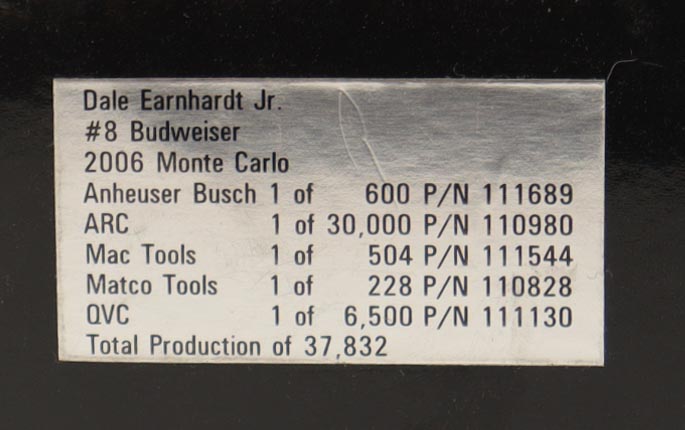 Dale Earnhardt Jr.
#8 Budweiser
2006 Monte Carlo
Anheuser Busch 1 of 600 P/N 111689
ARC 1 of 30,000 P/N 110980
Mac Tools 1 of 504 P/N 111544
Matco Tools 1 of 228 P/N 110828
QVC 1 of 6,500 P/N 111130
Total Production of 37,832